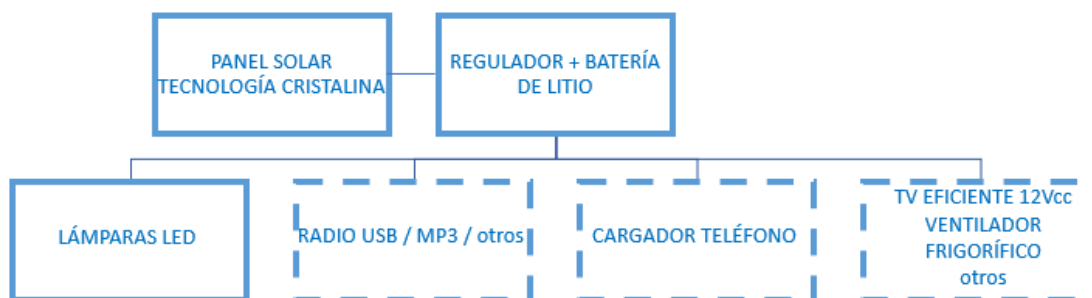 PANEL SOLAR
TECNOLOGÍA CRISTALINA
REGULADOR + BATERÍA
DE LITIO
LÁMPARAS LED
RADIO USB / MP3 / otros
CARGADOR TELÉFONO
TV EFICIENTE 12Vcc
VENTILADOR
FRIGORÍFICO
otros